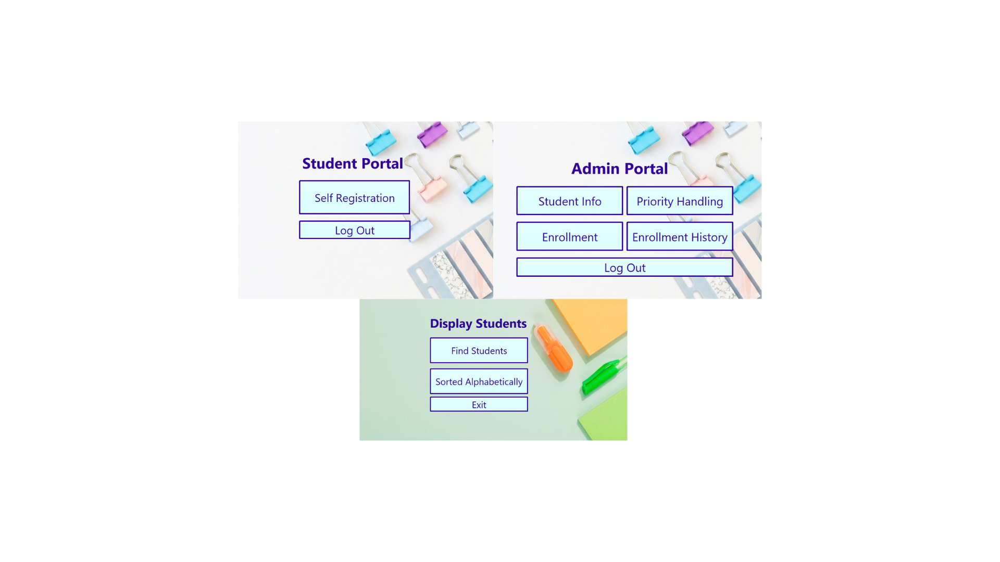 Student Portal
Self Registration
Log Out
Admin Portal
Student Info
Priority Handling
Enrollment
Enrollment History
Log Out
Display Students
Find Students
Sorted Alphabetically
Exit